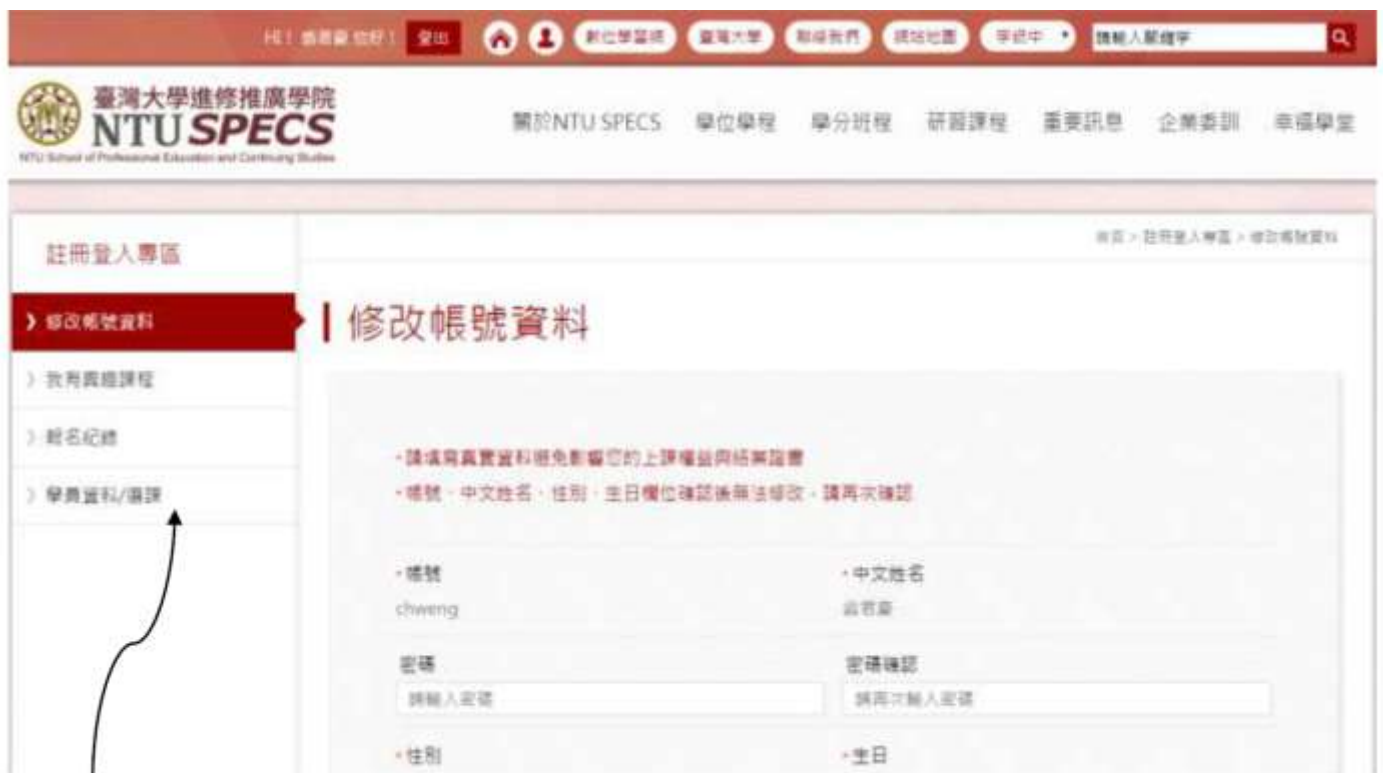 Hi！ 您好！ 登出 數位學習網 臺灣大學 聯絡我們 網站地圖 字級中 請輸入關鍵字
臺灣大學進修推廣學院
NTU SPECS
NTU School of Professional Education and Continuing Studies
關於NTU SPECS 學位學程 學分班程 研習課程 重要訊息 企業委訓 幸福學堂
首頁 > 註冊登入專區 > 修改帳號資料
註冊登入專區
》修改帳號資料
》我有興趣課程
》報名紀錄
》學員資料/選課
修改帳號資料
•請填寫真實資料避免影響您的上課權益與結業證書
•帳號、中文姓名、性別、生日欄位確認後無法修改，請再次確認
•帳號 •中文姓名
chweng
密碼 密碼確認
請輸入密碼 請再次輸入密碼
•性別 •生日